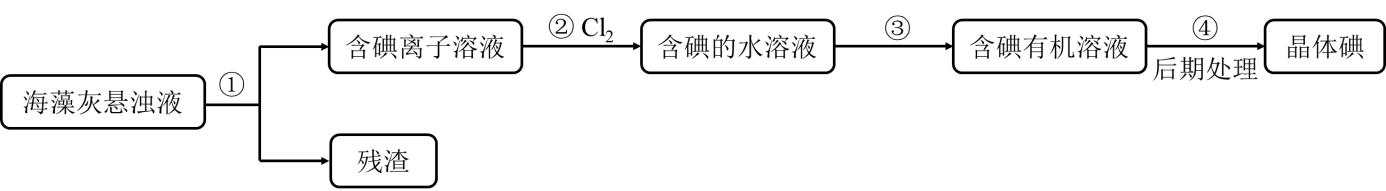 海藻灰悬浊液
①
含碘离子溶液
② Cl₂
含碘的水溶液
③
含碘有机溶液
④
后期处理
晶体碘
残渣